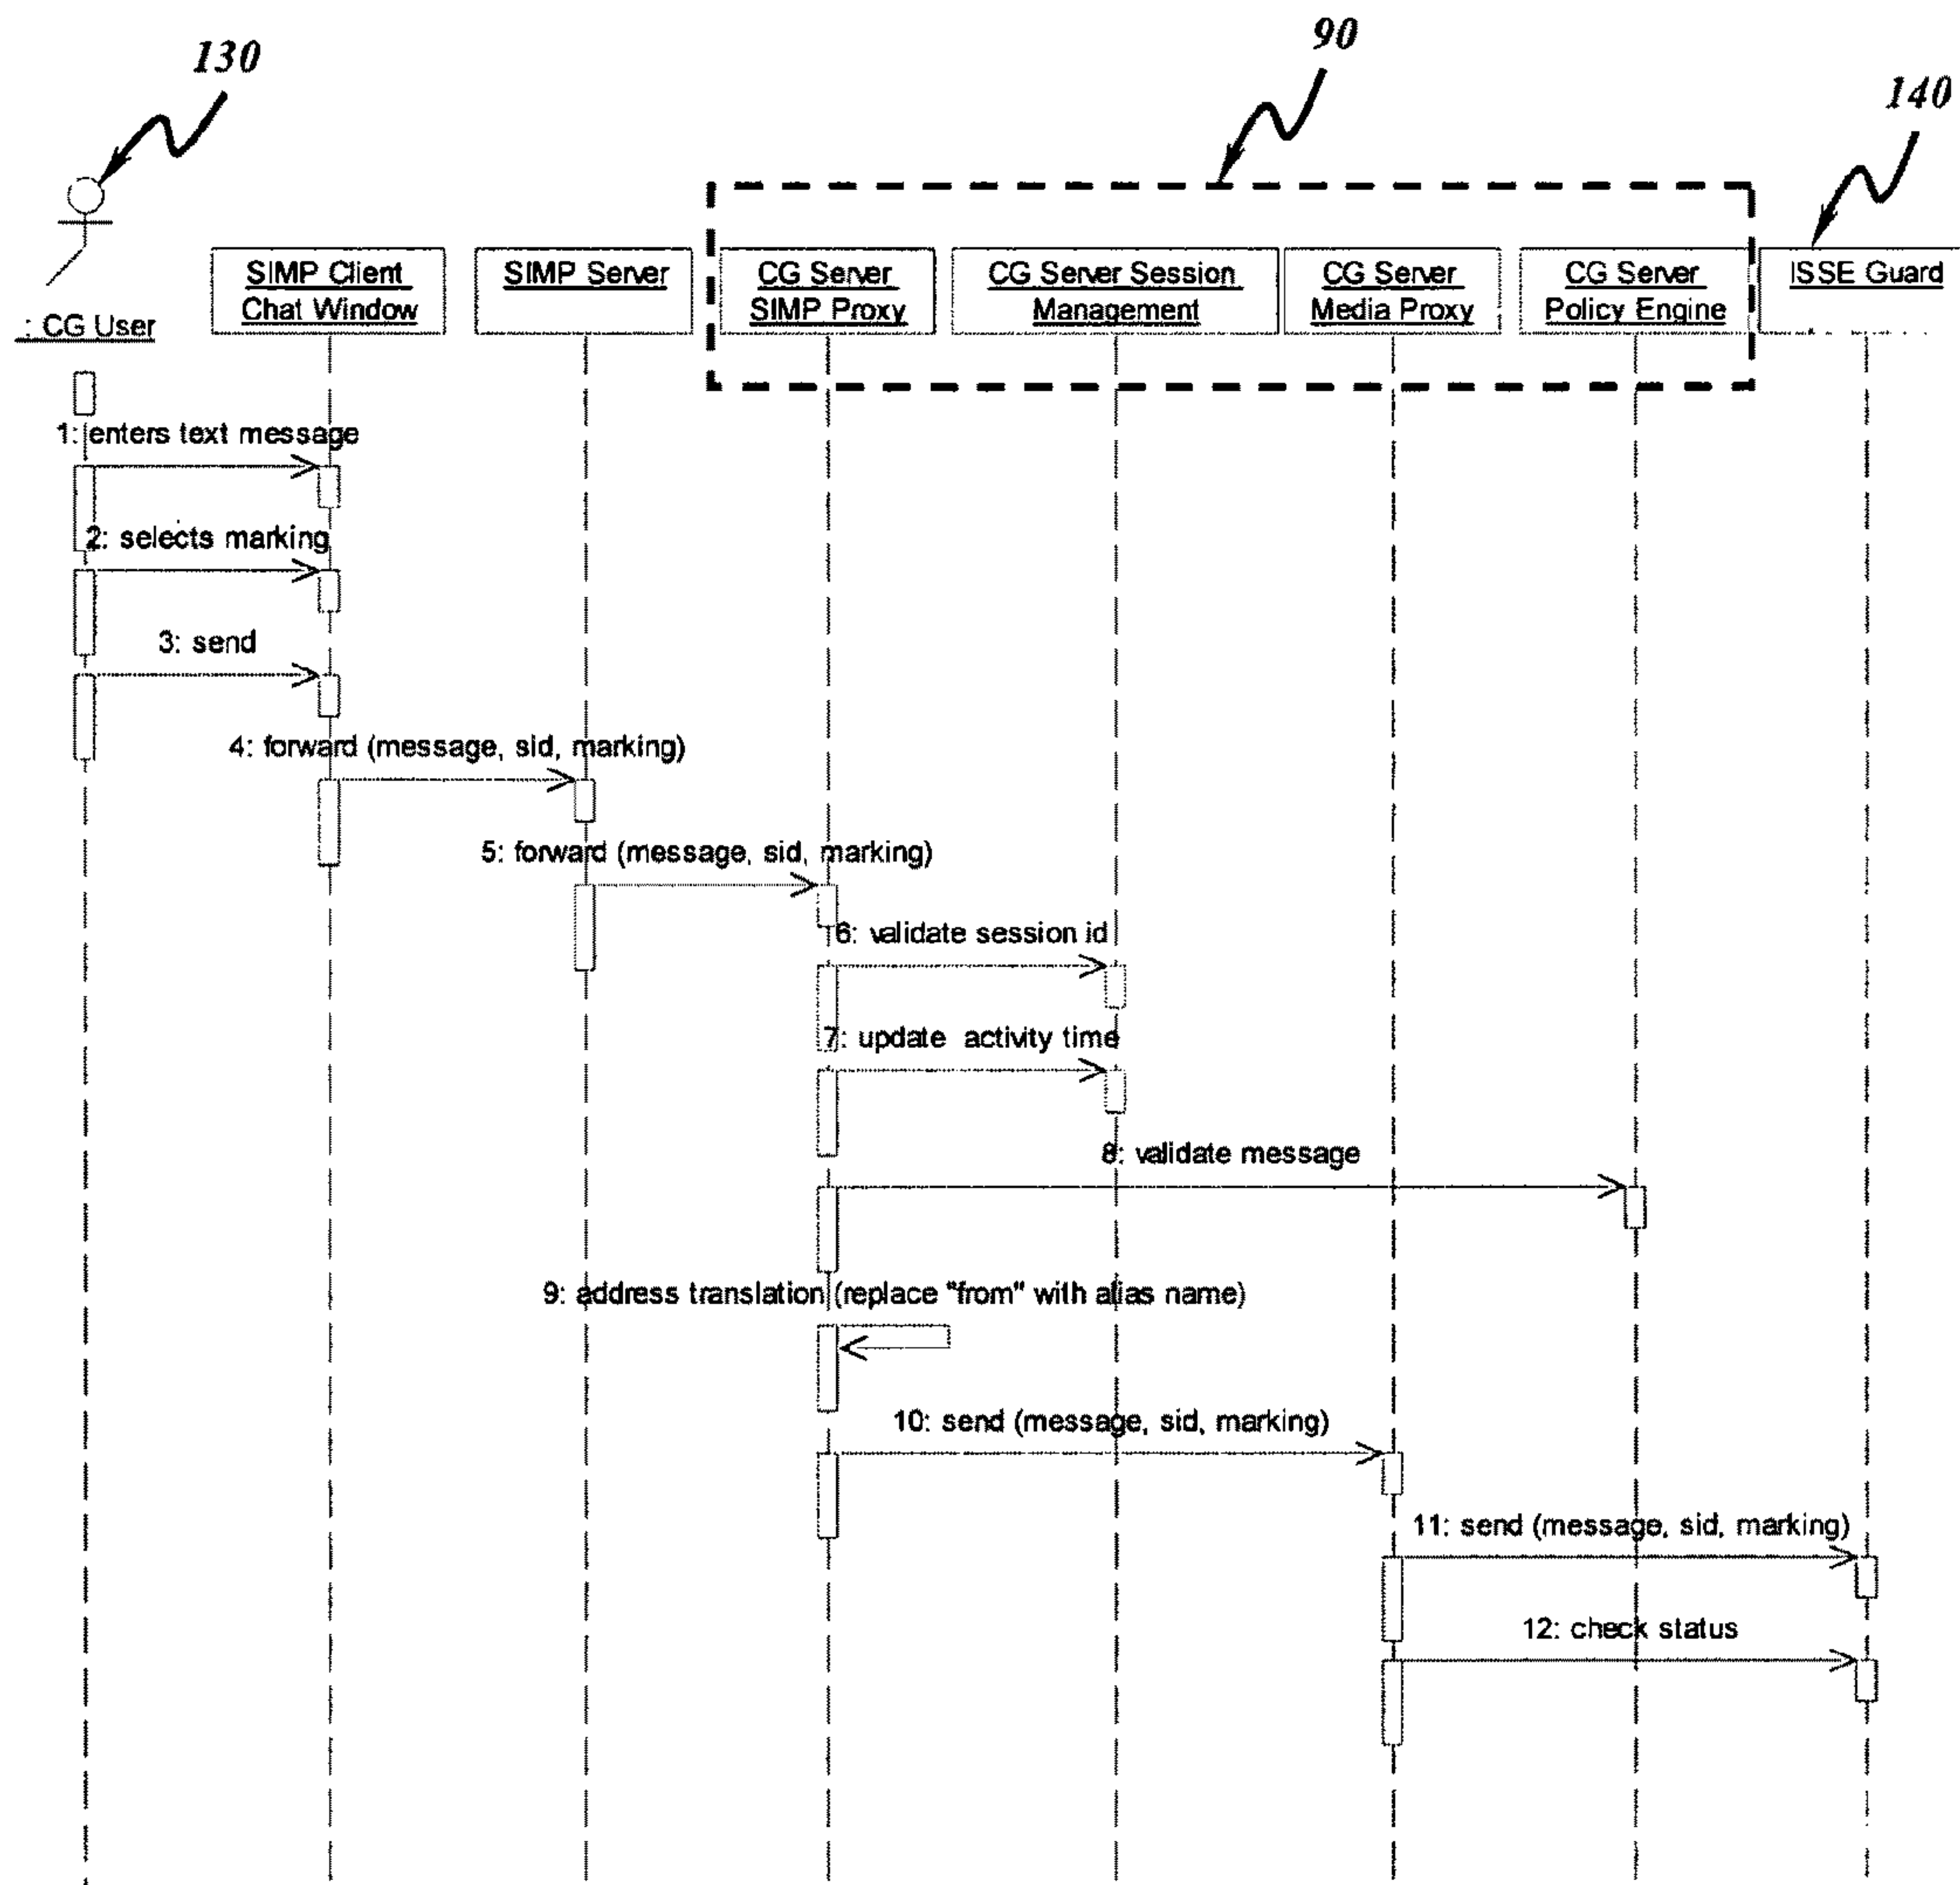 130
90
140
SIMP Client
Chat Window
SIMP Server
CG Server
SIMP Proxy
CG Server Session
Management
CG Server
Media Proxy
CG Server
Policy Engine
ISSE Guard
: CG User
1: enters text message
2: selects marking
3: send
4: forward (message, sid, marking)
5: forward (message, sid, marking)
6: validate session id
7: update activity time
8: validate message
9: address translation (replace "from" with alias name)
10: send (message, sid, marking)
11: send (message, sid, marking)
12: check status